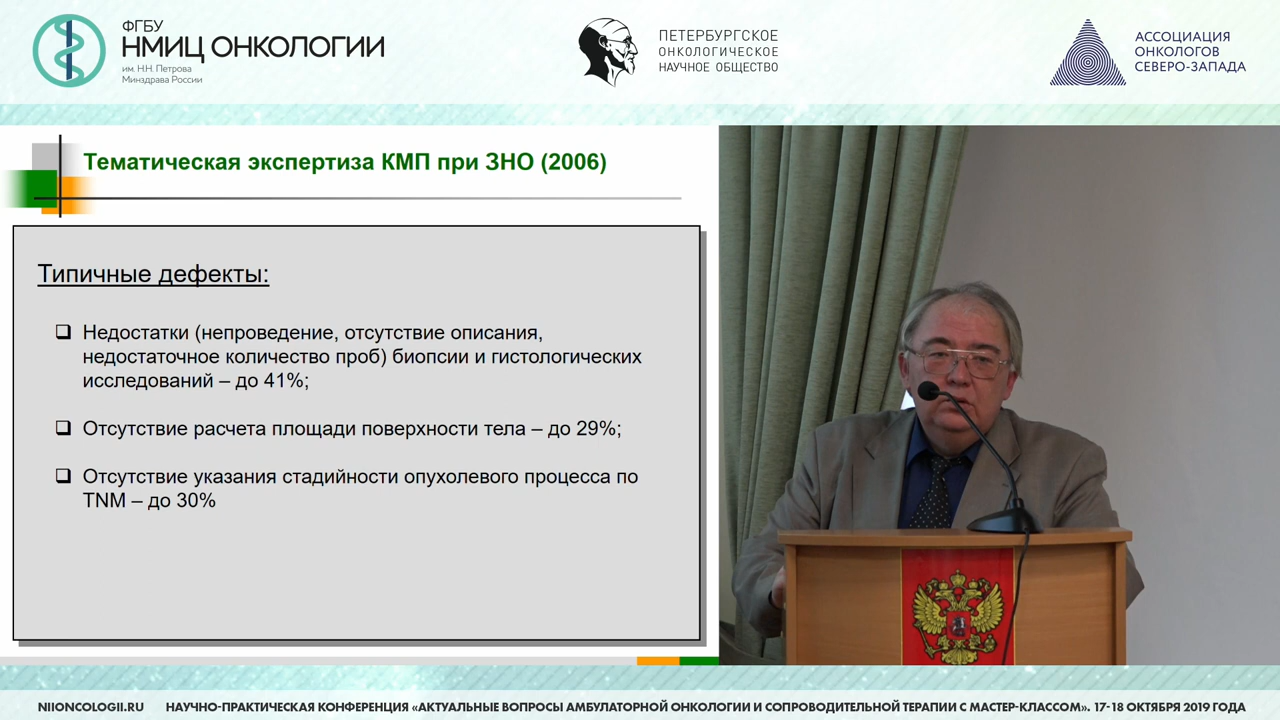 ФГБУ
НМИЦ ОНКОЛОГИИ
им. Н.Н. Петрова
Минздрава России
ПЕТЕРБУРГСКОЕ
ОНКОЛОГИЧЕСКОЕ
НАУЧНОЕ ОБЩЕСТВО
АССОЦИАЦИЯ
ОНКОЛОГОВ
СЕВЕРО-ЗАПАДА
Тематическая экспертиза КМП при ЗНО (2006)
Типичные дефекты:
Недостатки (непроведение, отсутствие описания,
недостаточное количество проб) биопсии и гистологических
исследований – до 41%;
Отсутствие расчета площади поверхности тела – до 29%;
Отсутствие указания стадийности опухолевого процесса по
TNM – до 30%
NIIONCOLOGII.RU НАУЧНО-ПРАКТИЧЕСКАЯ КОНФЕРЕНЦИЯ «АКТУАЛЬНЫЕ ВОПРОСЫ АМБУЛАТОРНОЙ ОНКОЛОГИИ И СОПРОВОДИТЕЛЬНОЙ ТЕРАПИИ С МАСТЕР-КЛАССОМ». 17-18 ОКТЯБРЯ 2019 ГОДА